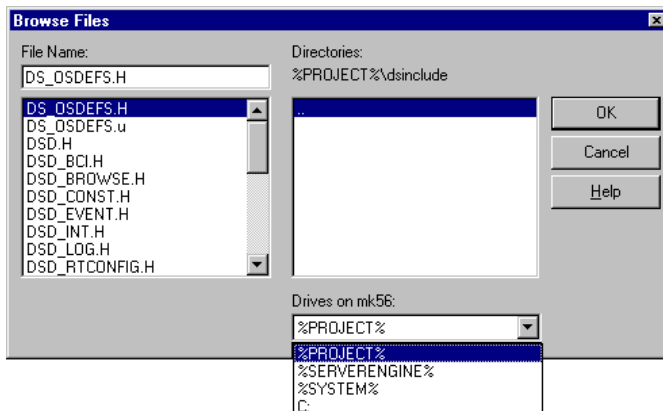 Browse Files
File Name:
DS_OSDEFS.H
DS_OSDEFS.H
DS_OSDEFS.u
DSD.H
DSD_BCI.H
DSD_BROWSE.H
DSD_CONST.H
DSD_EVENT.H
DSD_INT.H
DSD_LOG.H
DSD_RTCONFIG.H
Directories:
%PROJECT%\dsinclude
..
OK
Cancel
Help
Drives on mk56:
%PROJECT%
%PROJECT%
%SERVERENGINE%
%SYSTEM%
C: